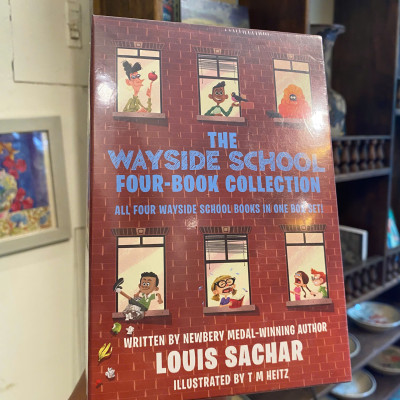 THE
WAYSIDE SCHOOL
FOUR-BOOK COLLECTION
ALL FOUR WAYSIDE SCHOOL BOOKS IN ONE BOX SET!
WRITTEN BY NEWBERY MEDAL-WINNING AUTHOR
LOUIS SACHAR
ILLUSTRATED BY T M HEITZ